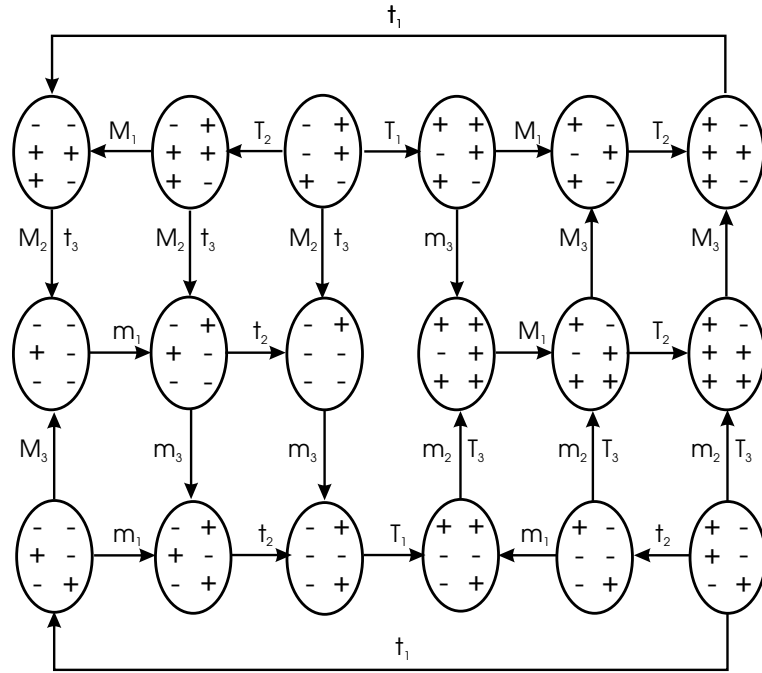 t₁
- - - + - + + + + - + -
M₁ T₂ T₁ M₁ T₂
+ + + + - + - + - + + +
+ - + - + - + - + - + -
M₂ t₃ M₂ t₃ M₂ t₃ m₃ M₃ M₃
- - - + - + + + + - + -
m₁ t₂ M₁ T₂
+ - + - - - - + - + + +
- - - - - - + + + + + +
M₃ m₃ m₃ m₂ T₃ m₂ T₃ m₂ T₃
- - - + - + + + + - + -
m₁ t₂ T₁ m₁ t₂
+ - + - - - - - - - + -
- + - + - + - + - + - +
t₁